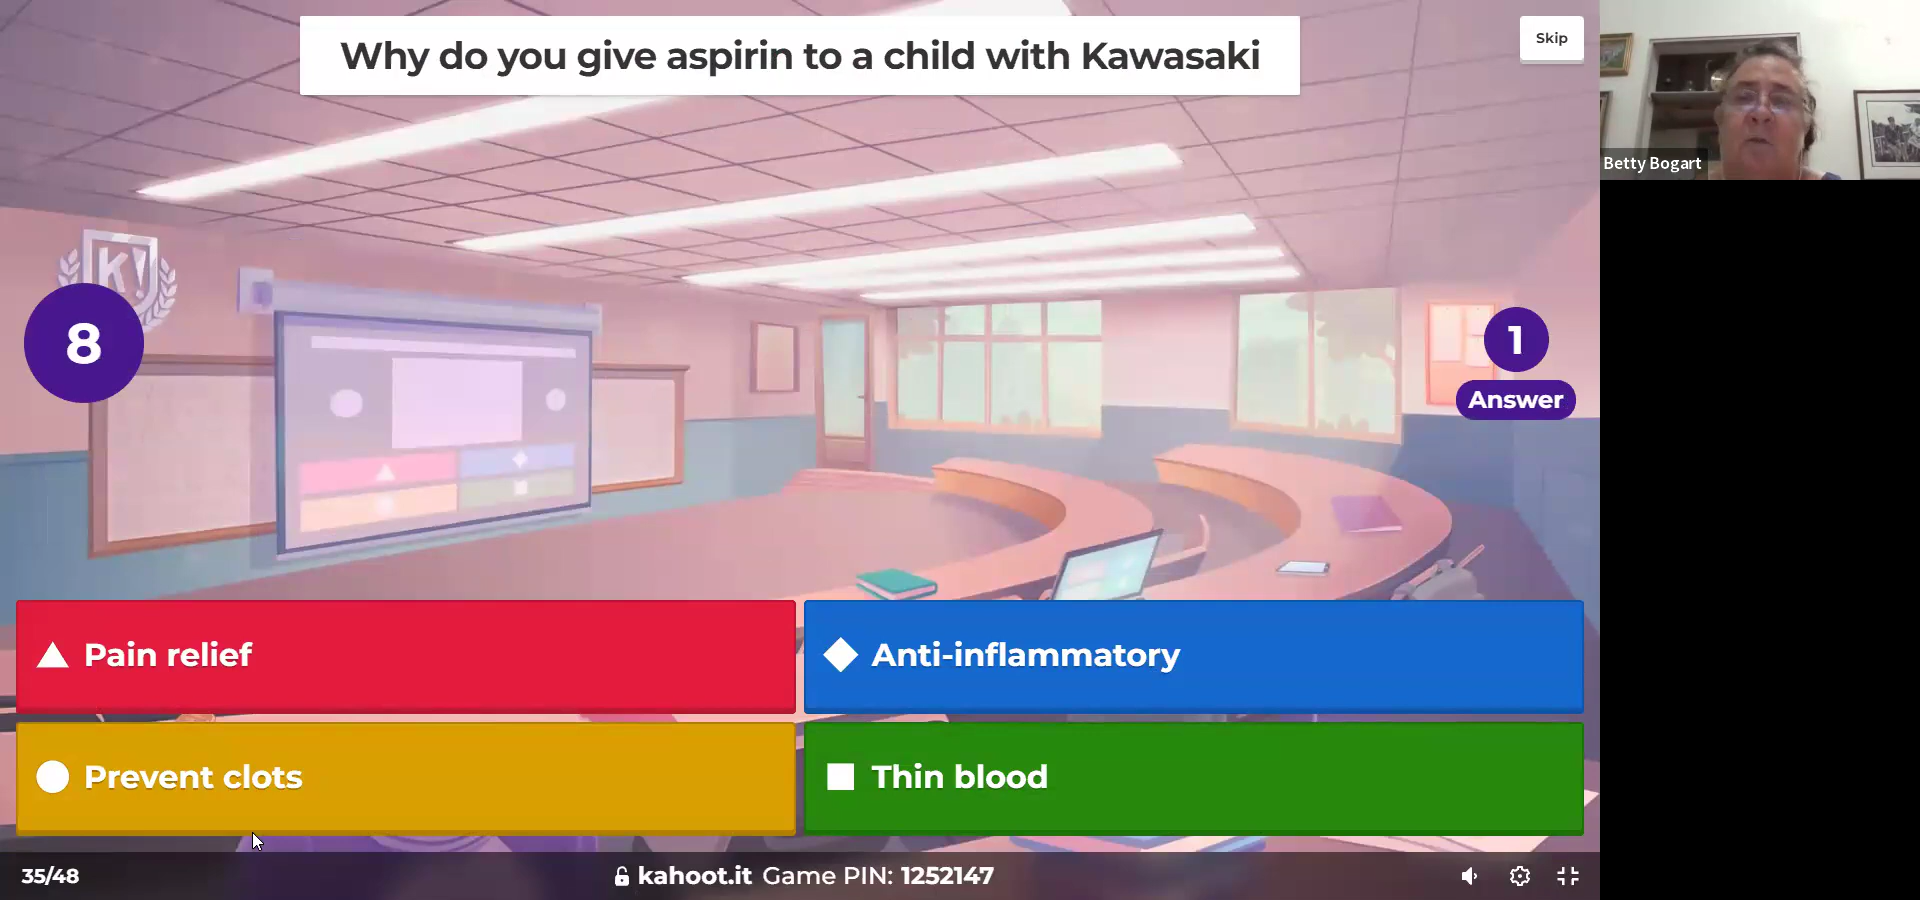 Why do you give aspirin to a child with Kawasaki
Skip
Betty Bogart
K!
8
1
Answer
Pain relief
Anti-inflammatory
Prevent clots
Thin blood
35/48
kahoot.it Game PIN: 1252147